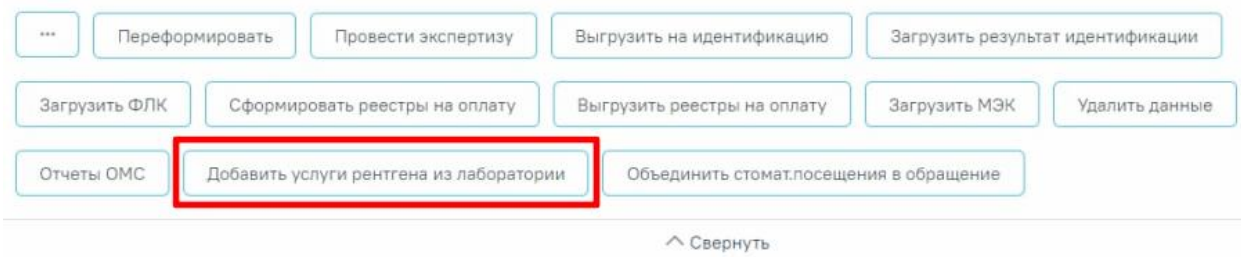 ... Переформировать Провести экспертизу Выгрузить на идентификацию Загрузить результат идентификации
Загрузить ФЛК Сформировать реестры на оплату Выгрузить реестры на оплату Загрузить МЭК Удалить данные
Отчеты ОМС Добавить услуги рентгена из лаборатории Объединить стомат.посещения в обращение
Свернуть